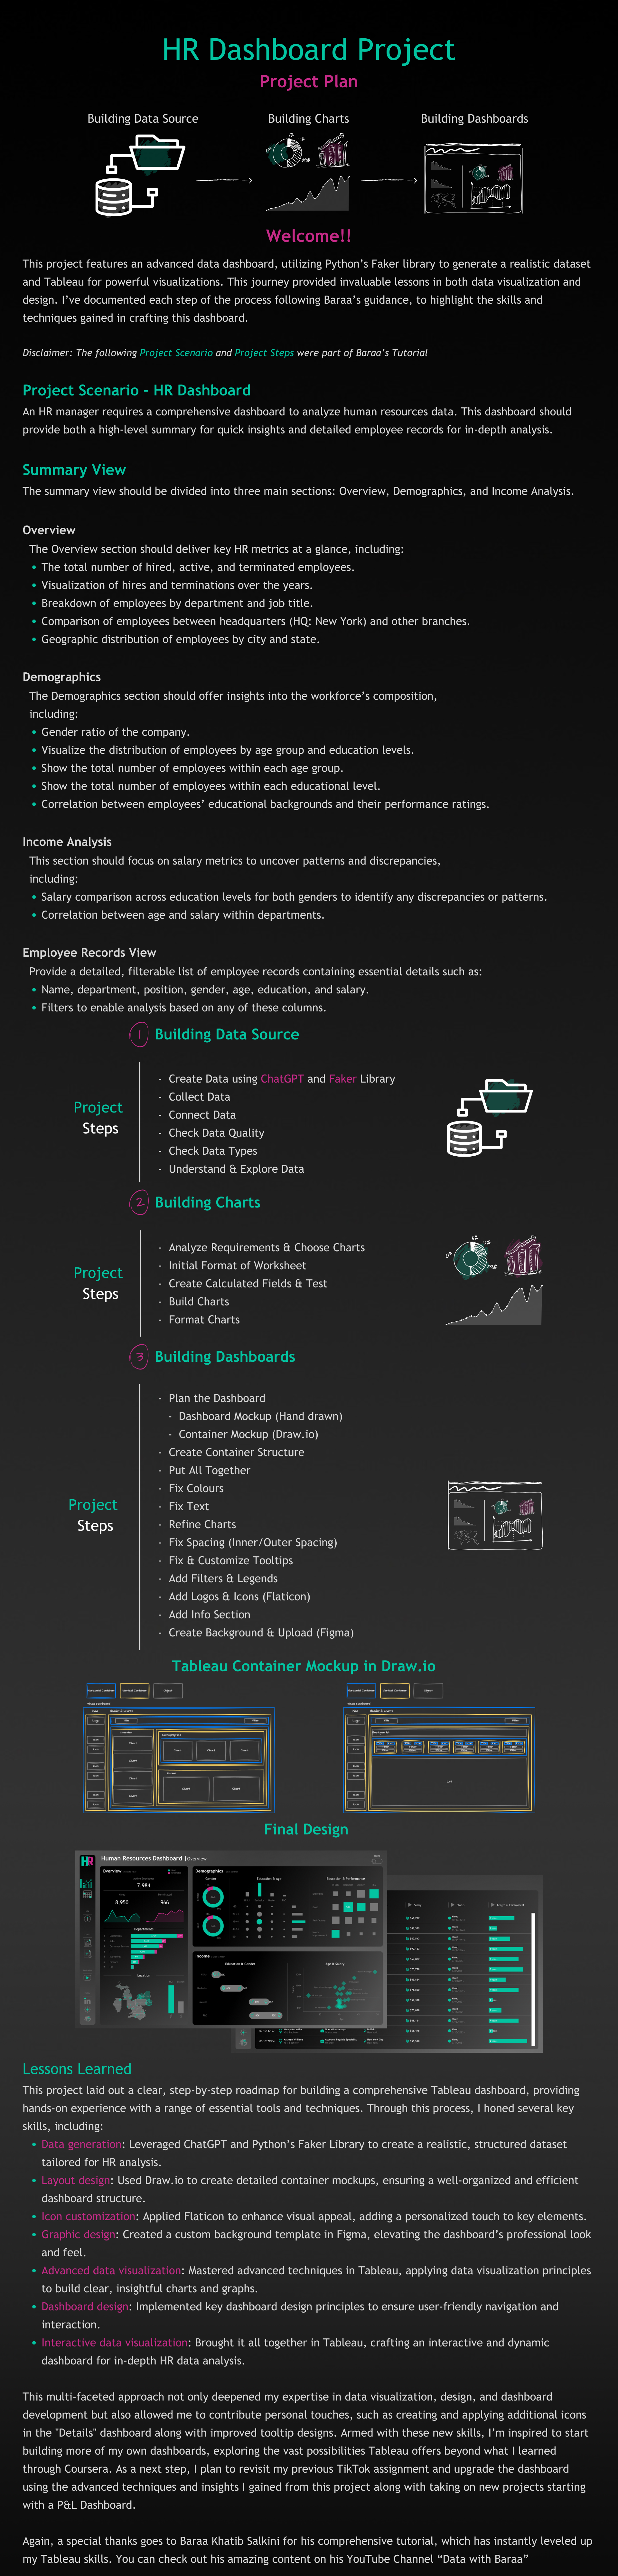 HR Dashboard Project
Project Plan
Building Data Source
Building Charts
Building Dashboards
Welcome!!
This project features an advanced data dashboard, utilizing Python's Faker library to generate a realistic dataset
and Tableau for powerful visualizations. This journey provided invaluable lessons in both data visualization and
design. I've documented each step of the process following Baraa's guidance, to highlight the skills and
techniques gained in crafting this dashboard.
Disclaimer: The following Project Scenario and Project Steps were part of Baraa's Tutorial
Project Scenario - HR Dashboard
An HR manager requires a comprehensive dashboard to analyze human resources data. This dashboard should
provide both a high-level summary for quick insights and detailed employee records for in-depth analysis.
Summary View
The summary view should be divided into three main sections: Overview, Demographics, and Income Analysis.
Overview
The Overview section should deliver key HR metrics at a glance, including:
• The total number of hired, active, and terminated employees.
• Visualization of hires and terminations over the years.
• Breakdown of employees by department and job title.
• Comparison of employees between headquarters (HQ: New York) and other branches.
• Geographic distribution of employees by city and state.
Demographics
The Demographics section should offer insights into the workforce's composition,
including:
• Gender ratio of the company.
• Visualize the distribution of employees by age group and education levels.
• Show the total number of employees within each age group.
• Show the total number of employees within each educational level.
• Correlation between employees' educational backgrounds and their performance ratings.
Income Analysis
This section should focus on salary metrics to uncover patterns and discrepancies,
including:
• Salary comparison across education levels for both genders to identify any discrepancies or patterns.
• Correlation between age and salary within departments.
Employee Records View
Provide a detailed, filterable list of employee records containing essential details such as:
• Name, department, position, gender, age, education, and salary.
• Filters to enable analysis based on any of these columns.
1 Building Data Source
Project
Steps
- Create Data using ChatGPT and Faker Library
- Collect Data
- Connect Data
- Check Data Quality
- Check Data Types
- Understand & Explore Data
2 Building Charts
Project
Steps
- Analyze Requirements & Choose Charts
- Initial Format of Worksheet
- Create Calculated Fields & Test
- Build Charts
- Format Charts
3 Building Dashboards
Project
Steps
- Plan the Dashboard
- Dashboard Mockup (Hand drawn)
- Container Mockup (Draw.io)
- Create Container Structure
- Put All Together
- Fix Colours
- Fix Text
- Refine Charts
- Fix Spacing (Inner/Outer Spacing)
- Fix & Customize Tooltips
- Add Filters & Legends
- Add Logos & Icons (Flaticon)
- Add Info Section
- Create Background & Upload (Figma)
Tableau Container Mockup in Draw.io
Horizontal Container
Vertical Container
Object
Horizontal Container
Vertical Container
Object
Final Design
HR
Human Resources Dashboard | Overview
Overview
Demographics
Gender
Education & Age
Education & Performance
7,984
8,950
966
Departments
Location
Income
Education & Gender
Age & Salary
Lessons Learned
This project laid out a clear, step-by-step roadmap for building a comprehensive Tableau dashboard, providing
hands-on experience with a range of essential tools and techniques. Through this process, I honed several key
skills, including:
• Data generation: Leveraged ChatGPT and Python's Faker Library to create a realistic, structured dataset
tailored for HR analysis.
• Layout design: Used Draw.io to create detailed container mockups, ensuring a well-organized and efficient
dashboard structure.
• Icon customization: Applied Flaticon to enhance visual appeal, adding a personalized touch to key elements.
• Graphic design: Created a custom background template in Figma, elevating the dashboard's professional look
and feel.
• Advanced data visualization: Mastered advanced techniques in Tableau, applying data visualization principles
to build clear, insightful charts and graphs.
• Dashboard design: Implemented key dashboard design principles to ensure user-friendly navigation and
interaction.
• Interactive data visualization: Brought it all together in Tableau, crafting an interactive and dynamic
dashboard for in-depth HR data analysis.
This multi-faceted approach not only deepened my expertise in data visualization, design, and dashboard
development but also allowed me to contribute personal touches, such as creating and applying additional icons
in the "Details" dashboard along with improved tooltip designs. Armed with these new skills, I'm inspired to start
building more of my own dashboards, exploring the vast possibilities Tableau offers beyond what I learned
through Coursera. As a next step, I plan to revisit my previous TikTok assignment and upgrade the dashboard
using the advanced techniques and insights I gained from this project along with taking on new projects starting
with a P&L Dashboard.
Again, a special thanks goes to Baraa Khatib Salkini for his comprehensive tutorial, which has instantly leveled up
my Tableau skills. You can check out his amazing content on his YouTube Channel "Data with Baraa"